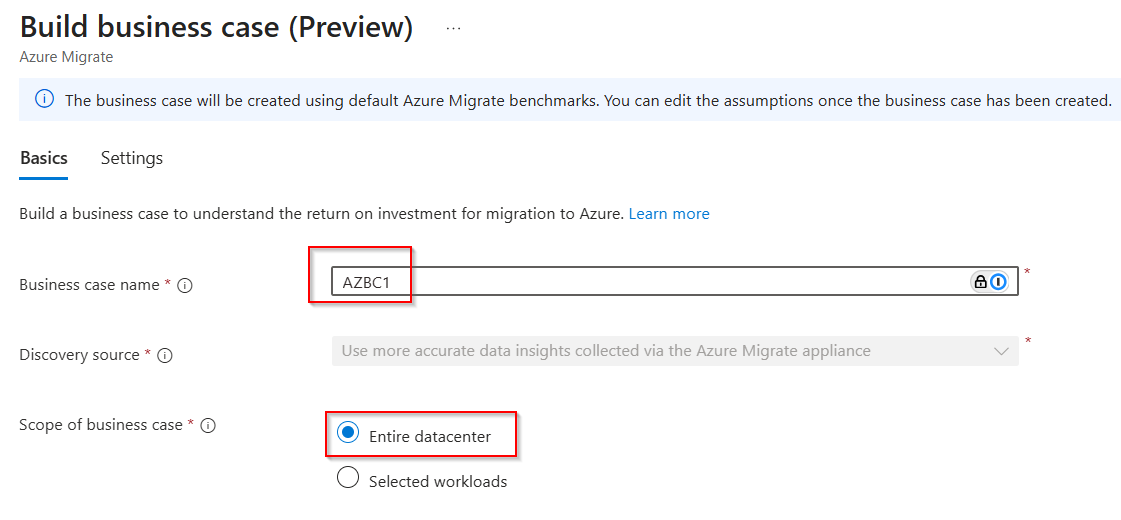 Build business case (Preview) ...
Azure Migrate
The business case will be created using default Azure Migrate benchmarks. You can edit the assumptions once the business case has been created.
Basics Settings
Build a business case to understand the return on investment for migration to Azure. Learn more
Business case name * AZBC1 *
Discovery source * Use more accurate data insights collected via the Azure Migrate appliance *
Scope of business case * Entire datacenter
Selected workloads